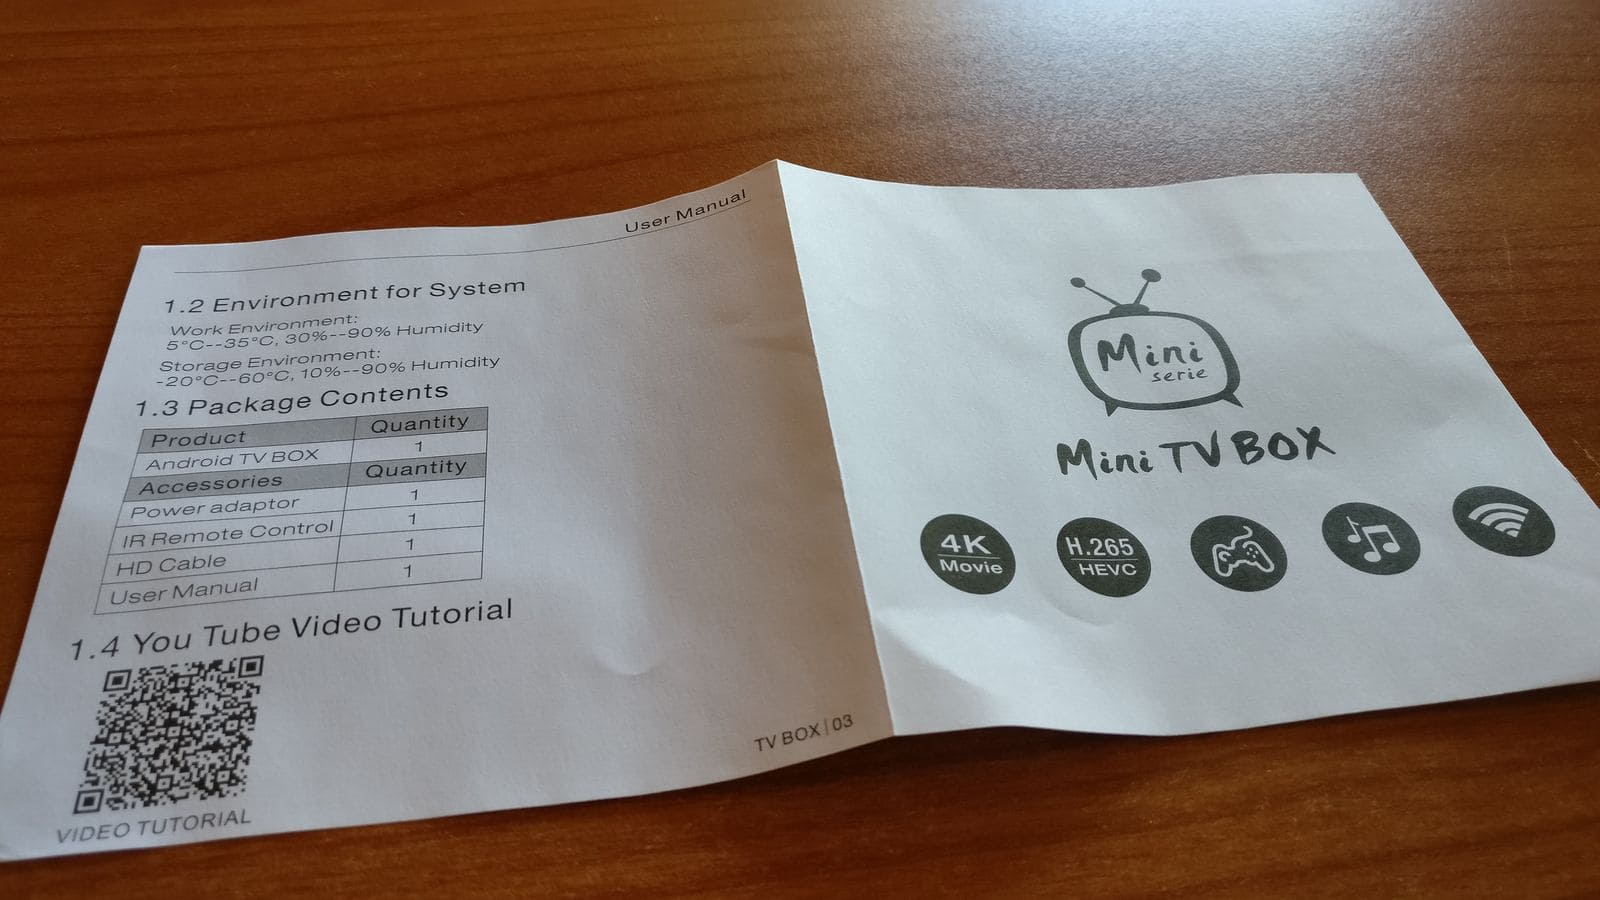 User Manual
1.2 Environment for System
Work Environment:
5°C--35°C, 30%--90% Humidity
Storage Environment:
-20°C--60°C, 10%--90% Humidity
1.3 Package Contents
Product Quantity
Android TV BOX 1
Accessories Quantity
Power adaptor 1
IR Remote Control 1
HD Cable 1
User Manual 1
1.4 You Tube Video Tutorial
VIDEO TUTORIAL
TV BOX | 03
Mini
serie
Mini TV BOX
4K
Movie
H.265
HEVC